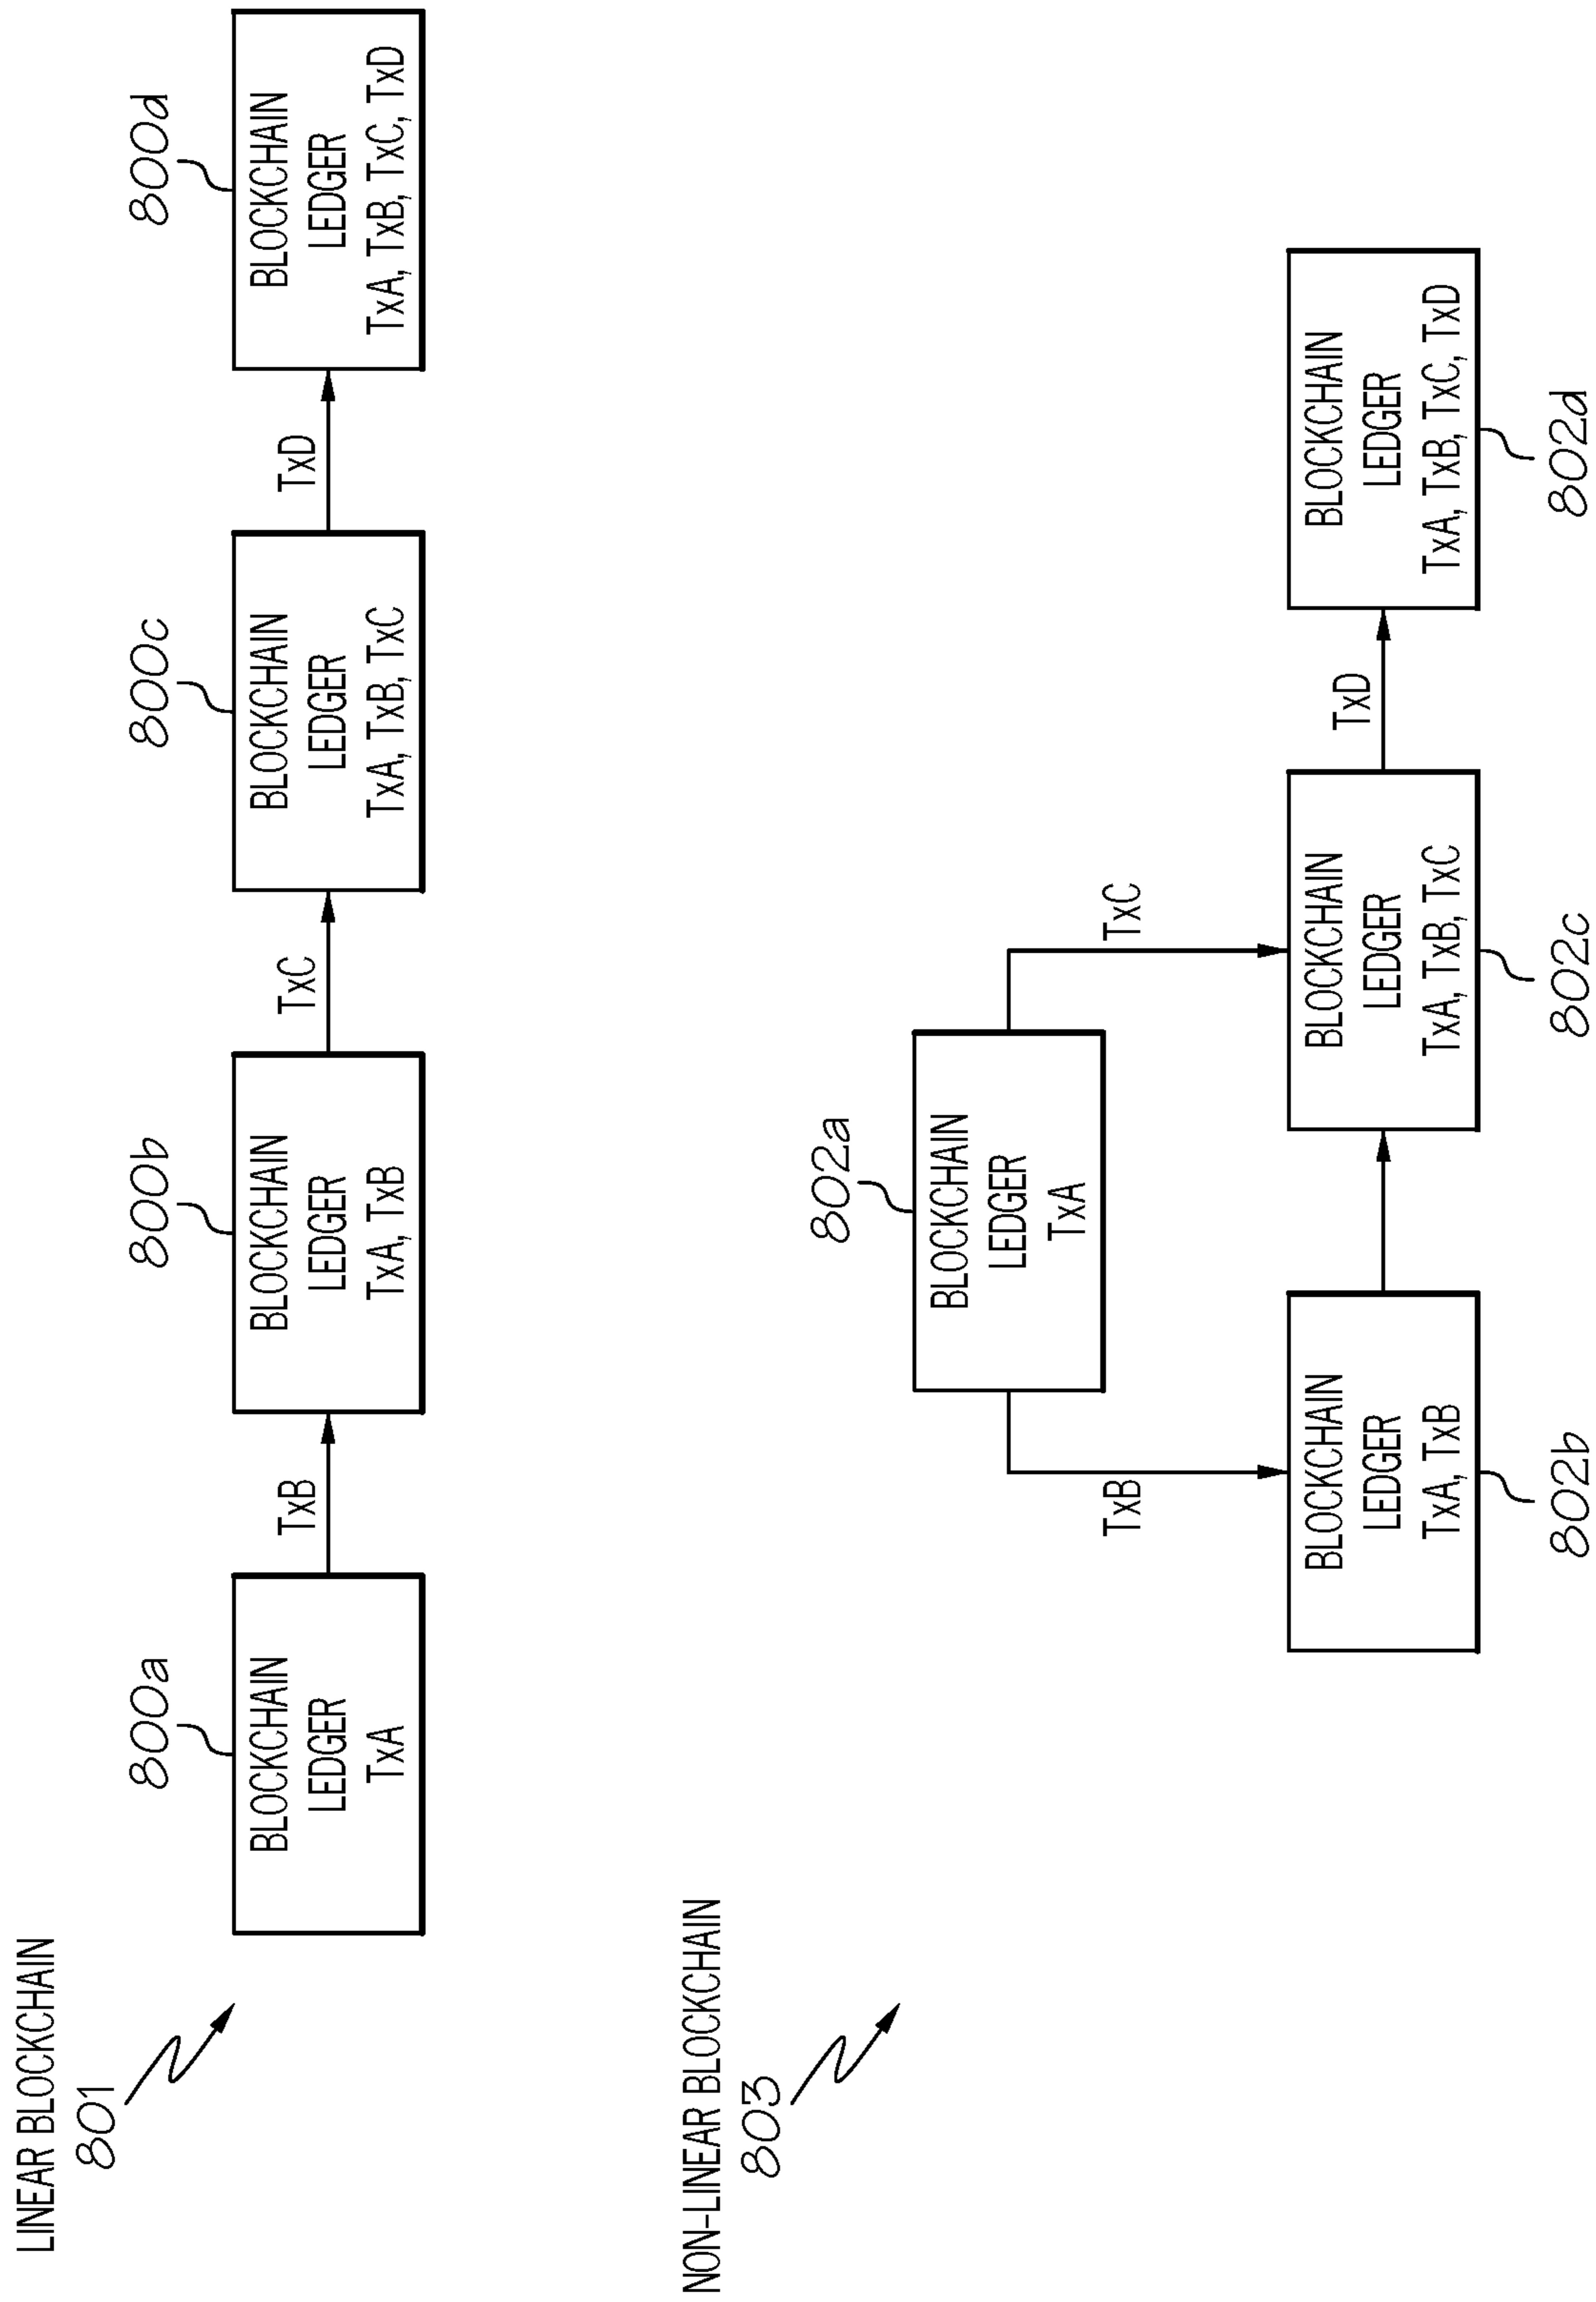 LINEAR BLOCKCHAIN
801
800a
BLOCKCHAIN
LEDGER
TxA
TxB
800b
BLOCKCHAIN
LEDGER
TxA, TxB
TxC
800c
BLOCKCHAIN
LEDGER
TxA, TxB, TxC
TxD
800d
BLOCKCHAIN
LEDGER
TxA, TxB, TxC, TxD
NON-LINEAR BLOCKCHAIN
803
802a
BLOCKCHAIN
LEDGER
TxA
TxB
TxC
BLOCKCHAIN
LEDGER
TxA, TxB
802b
BLOCKCHAIN
LEDGER
TxA, TxB, TxC
802c
TxD
BLOCKCHAIN
LEDGER
TxA, TxB, TxC, TxD
802d